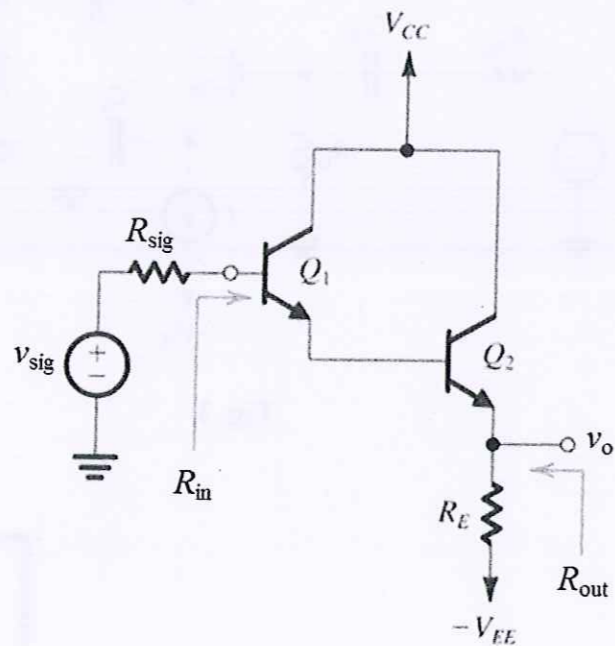 V_CC
R_sig
Q_1
v_sig
Q_2
v_o
R_in
R_E
R_out
-V_EE